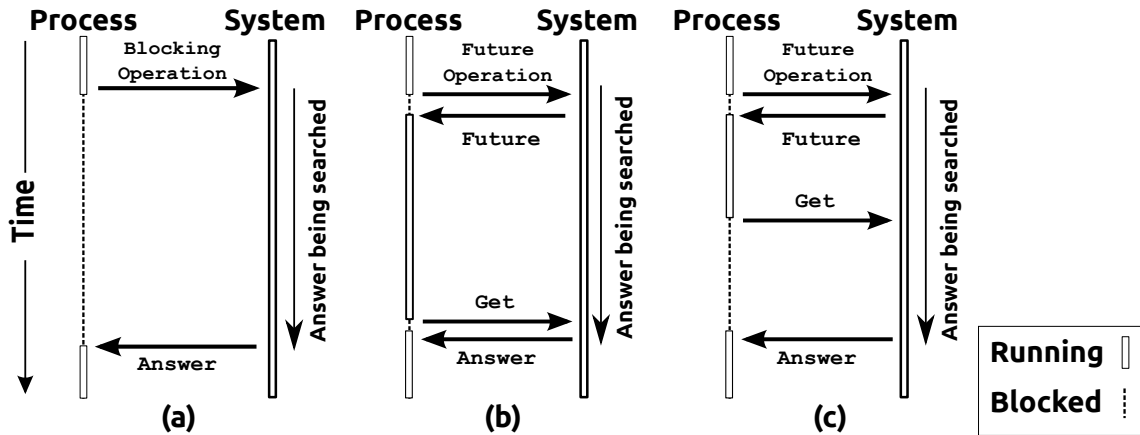 Process System
Blocking
Operation
Answer
Answer being searched
Time
(a)
Process System
Future
Operation
Future
Get
Answer
Answer being searched
(b)
Process System
Future
Operation
Future
Get
Answer
Answer being searched
(c)
Running
Blocked